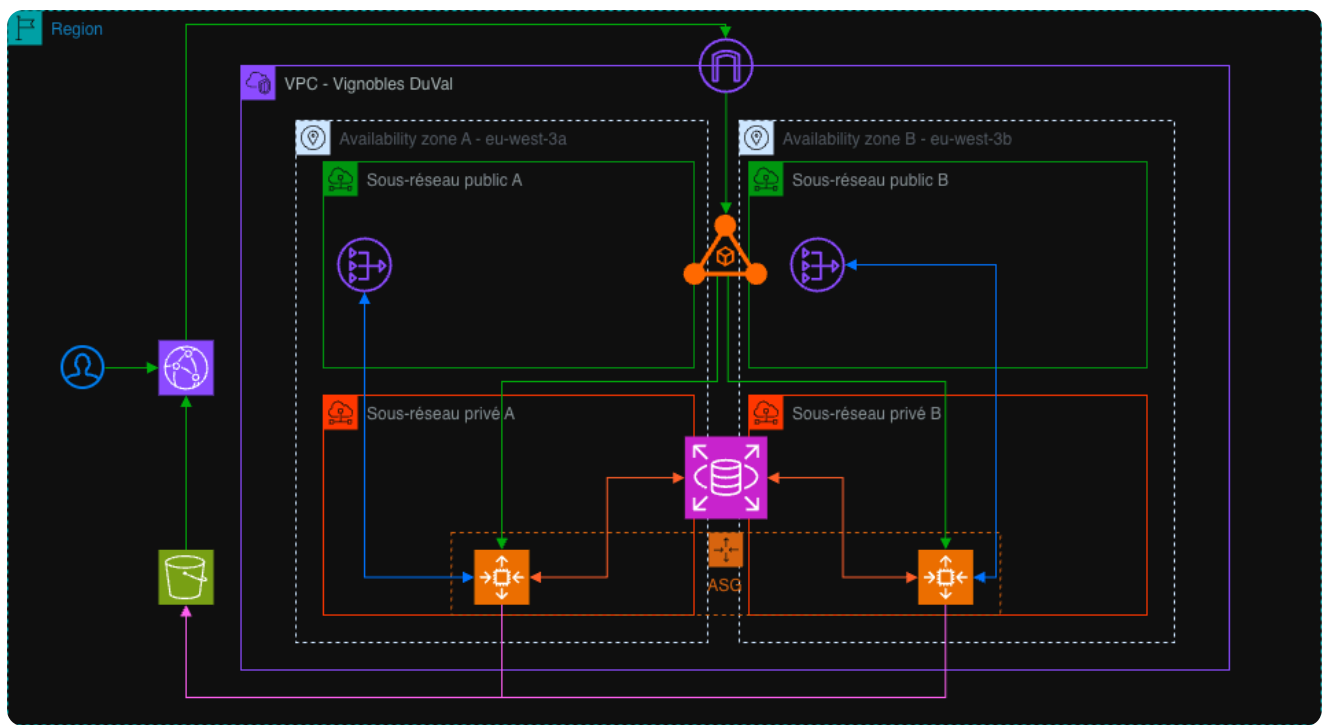 Region
VPC - Vignobles DuVal
Availability zone A - eu-west-3a
Availability zone B - eu-west-3b
Sous-réseau public A
Sous-réseau public B
Sous-réseau privé A
Sous-réseau privé B
ASG